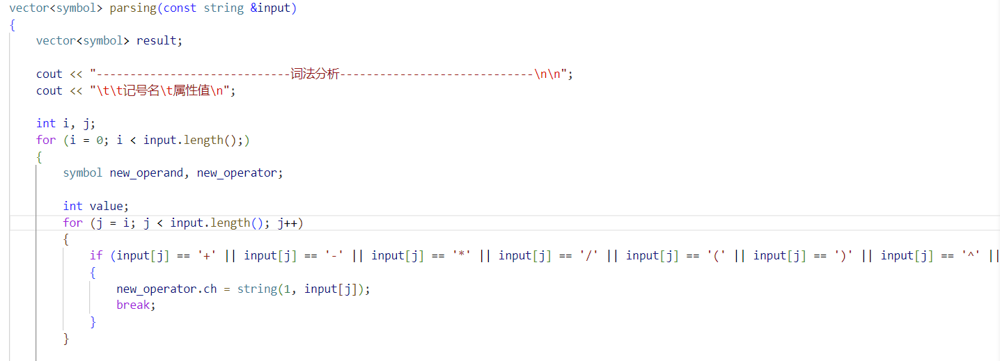 vector<symbol> parsing(const string &input)
{
vector<symbol> result;
cout << "-----------------------------词法分析-----------------------------\n\n";
cout << "\t\t记号名\t属性值\n";
int i, j;
for (i = 0; i < input.length();)
{
symbol new_operand, new_operator;
int value;
for (j = i; j < input.length(); j++)
{
if (input[j] == '+' || input[j] == '-' || input[j] == '*' || input[j] == '/' || input[j] == '(' || input[j] == ')' || input[j] == '^' ||
{
new_operator.ch = string(1, input[j]);
break;
}
}